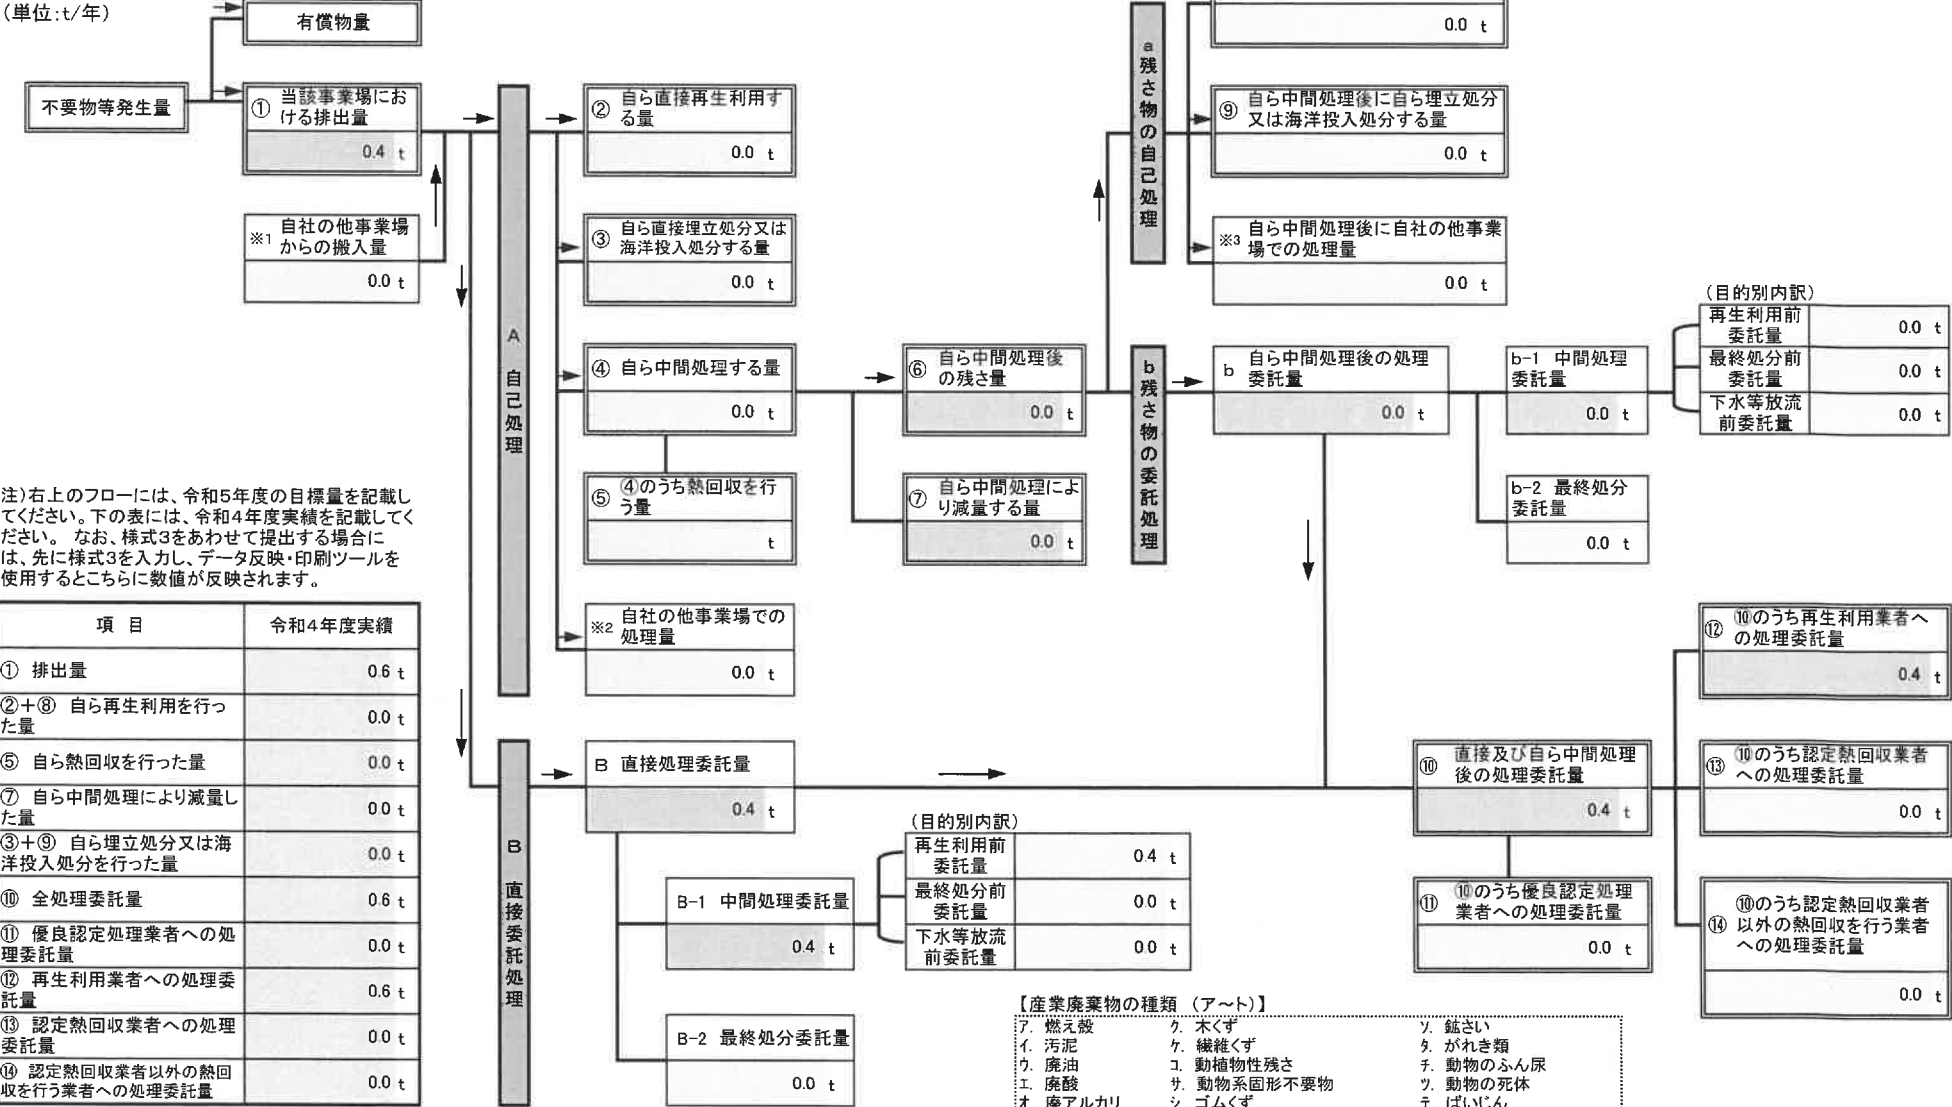 (単位:t/年)
有償物量
不要物等発生量
① 当該事業場にお
ける排出量
0.4 t
※1 自社の他事業場
からの搬入量
0.0 t
A 自己処理
② 自ら直接再生利用す
る量
0.0 t
③ 自ら直接埋立処分又は
海洋投入処分する量
0.0 t
④ 自ら中間処理する量
0.0 t
⑤ ④のうち熱回収を行
う量
t
※2 自社の他事業場での
処理量
0.0 t
⑥ 自ら中間処理後
の残さ量
0.0 t
⑦ 自ら中間処理によ
り減量する量
0.0 t
a 残さ物の自己処理
0.0 t
⑨ 自ら中間処理後に自ら埋立処分
又は海洋投入処分する量
0.0 t
※3 自ら中間処理後に自社の他事業
場での処理量
0.0 t
b 残さ物の委託処理
b 自ら中間処理後の処理
委託量
0.0 t
b-1 中間処理
委託量
0.0 t
(目的別内訳)
再生利用前
委託量
0.0 t
最終処分前
委託量
0.0 t
下水等放流
前委託量
0.0 t
b-2 最終処分
委託量
0.0 t
注)右上のフローには、令和5年度の目標量を記載し
てください。下の表には、令和4年度実績を記載してく
ださい。 なお、様式3をあわせて提出する場合に
は、先に様式3を入力し、データ反映・印刷ツールを
使用するとこちらに数値が反映されます。
項 目 令和4年度実績
① 排出量 0.6 t
②+⑧ 自ら再生利用を行っ
た量 0.0 t
⑤ 自ら熱回収を行った量 0.0 t
⑦ 自ら中間処理により減量し
た量 0.0 t
③+⑨ 自ら埋立処分又は海
洋投入処分を行った量 0.0 t
⑩ 全処理委託量 0.6 t
⑪ 優良認定処理業者への処
理委託量 0.0 t
⑫ 再生利用業者への処理委
託量 0.6 t
⑬ 認定熱回収業者への処理
委託量 0.0 t
⑭ 認定熱回収業者以外の熱回
収を行う業者への処理委託量 0.0 t
B 直接委託処理
B 直接処理委託量
0.4 t
B-1 中間処理委託量
0.4 t
(目的別内訳)
再生利用前
委託量
0.4 t
最終処分前
委託量
0.0 t
下水等放流
前委託量
0.0 t
B-2 最終処分委託量
0.0 t
⑩ 直接及び自ら中間処理
後の処理委託量
0.4 t
⑪ ⑩のうち優良認定処理
業者への処理委託量
0.0 t
⑫ ⑩のうち再生利用業者へ
の処理委託量
0.4 t
⑬ ⑩のうち認定熱回収業者
への処理委託量
0.0 t
⑭ ⑩のうち認定熱回収業者
以外の熱回収を行う業者
への処理委託量
0.0 t
【産業廃棄物の種類 (ア~ト)】
ア. 燃え殻 ク. 木くず ソ. 鉱さい
イ. 汚泥 ケ. 繊維くず タ. がれき類
ウ. 廃油 コ. 動植物性残さ チ. 動物のふん尿
エ. 廃酸 サ. 動物系固形不要物 ツ. 動物の死体
オ. 廃アルカリ シ. ゴムくず テ. ばいじん